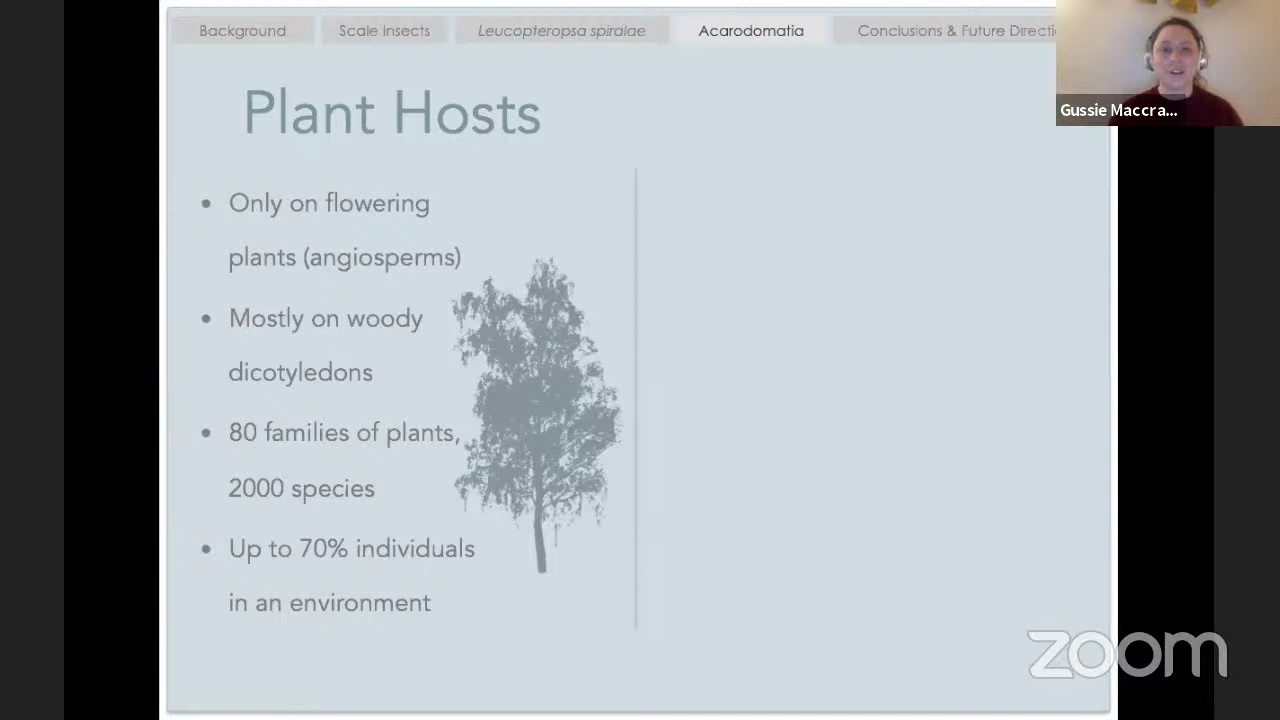 Background
Scale Insects
Leucopteropsa spiralae
Acarodomatia
Conclusions & Future Directi
Gussie Maccra...
Plant Hosts
• Only on flowering
plants (angiosperms)
• Mostly on woody
dicotyledons
• 80 families of plants,
2000 species
• Up to 70% individuals
in an environment
zoom